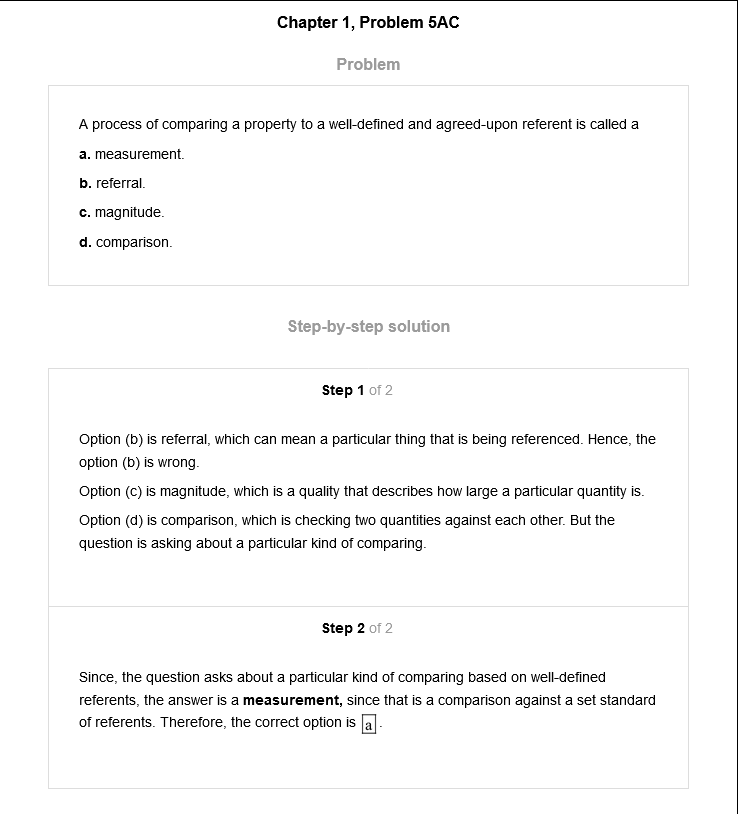 Chapter 1, Problem 5AC
Problem
A process of comparing a property to a well-defined and agreed-upon referent is called a
a. measurement.
b. referral.
c. magnitude.
d. comparison.
Step-by-step solution
Step 1 of 2
Option (b) is referral, which can mean a particular thing that is being referenced. Hence, the
option (b) is wrong.
Option (c) is magnitude, which is a quality that describes how large a particular quantity is.
Option (d) is comparison, which is checking two quantities against each other. But the
question is asking about a particular kind of comparing.
Step 2 of 2
Since, the question asks about a particular kind of comparing based on well-defined
referents, the answer is a measurement, since that is a comparison against a set standard
of referents. Therefore, the correct option is a.